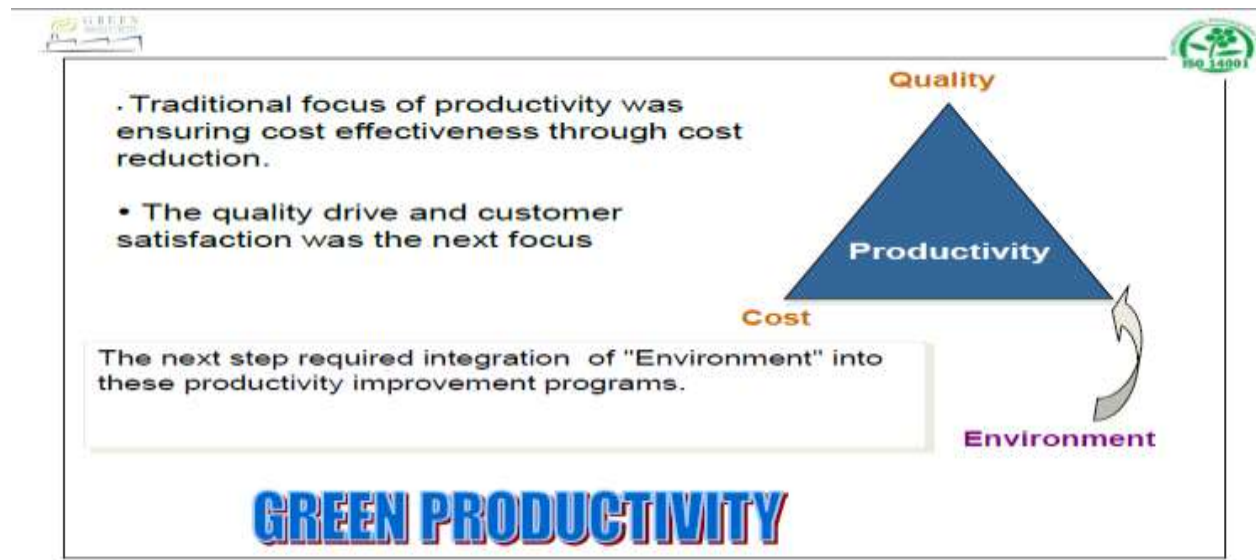 GREEN
ISO 14001
Quality
. Traditional focus of productivity was
ensuring cost effectiveness through cost
reduction.
• The quality drive and customer
satisfaction was the next focus
Productivity
Cost
The next step required integration of "Environment" into
these productivity improvement programs.
Environment
GREEN PRODUCTIVITY